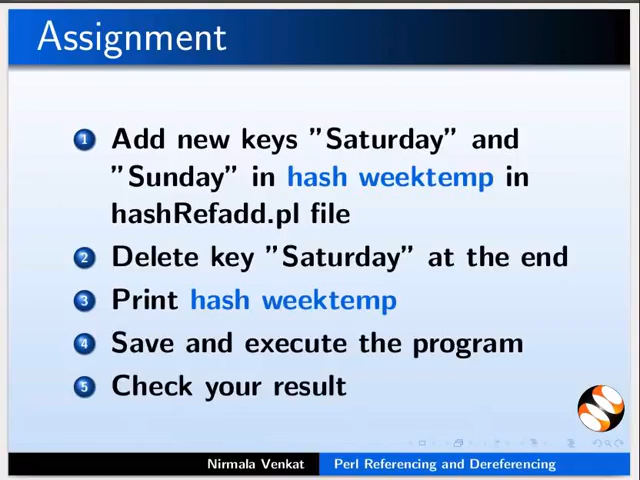 Assignment
1 Add new keys ”Saturday” and
”Sunday” in hash weektemp in
hashRefadd.pl file
2 Delete key ”Saturday” at the end
3 Print hash weektemp
4 Save and execute the program
5 Check your result
Nirmala Venkat Perl Referencing and Dereferencing